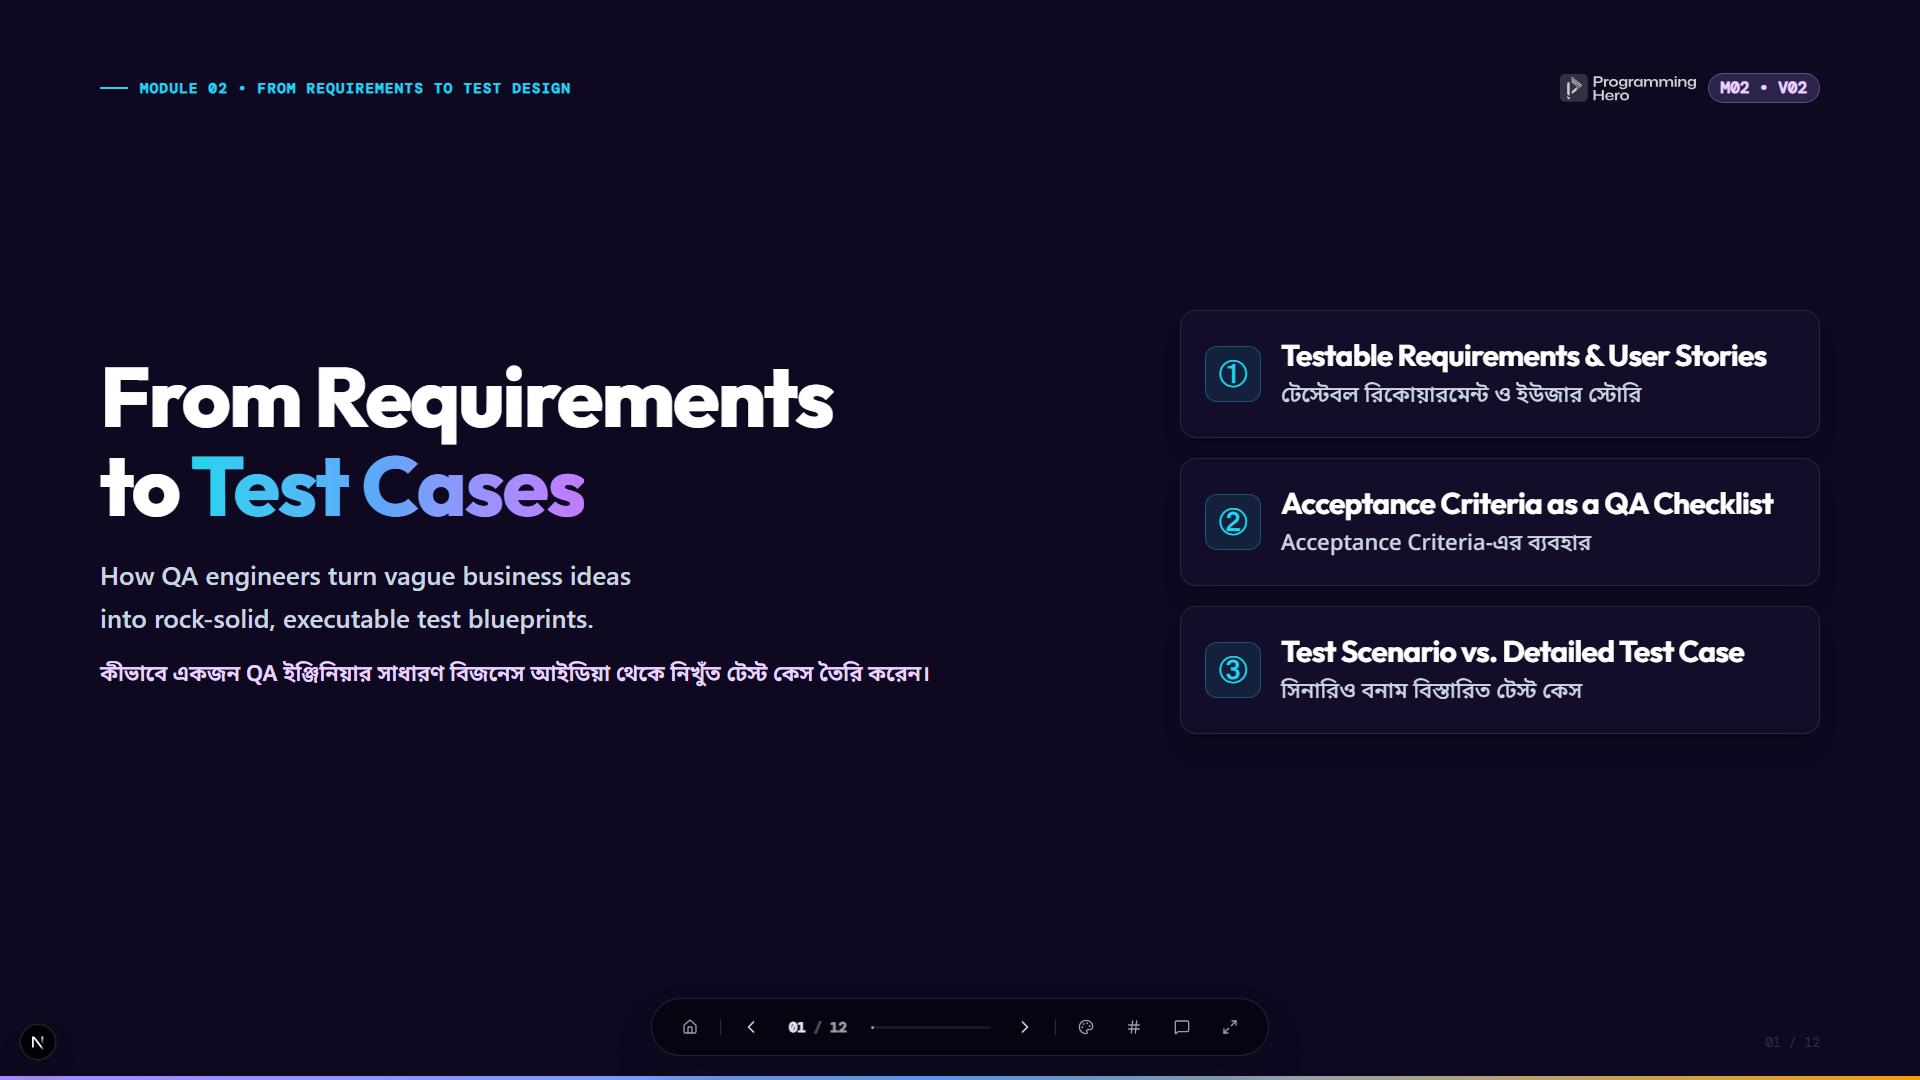 MODULE 02 • FROM REQUIREMENTS TO TEST DESIGN
Programming
Hero
M02 • V02
From Requirements
to Test Cases
How QA engineers turn vague business ideas
into rock-solid, executable test blueprints.
কীভাবে একজন QA ইঞ্জিনিয়ার সাধারণ বিজনেস আইডিয়া থেকে নিখুঁত টেস্ট কেস তৈরি করেন।
①
Testable Requirements & User Stories
টেস্টেবল রিকোয়ারমেন্ট ও ইউজার স্টোরি
②
Acceptance Criteria as a QA Checklist
Acceptance Criteria-এর ব্যবহার
③
Test Scenario vs. Detailed Test Case
সিনারিও বনাম বিস্তারিত টেস্ট কেস
01 / 12
N
01 / 12